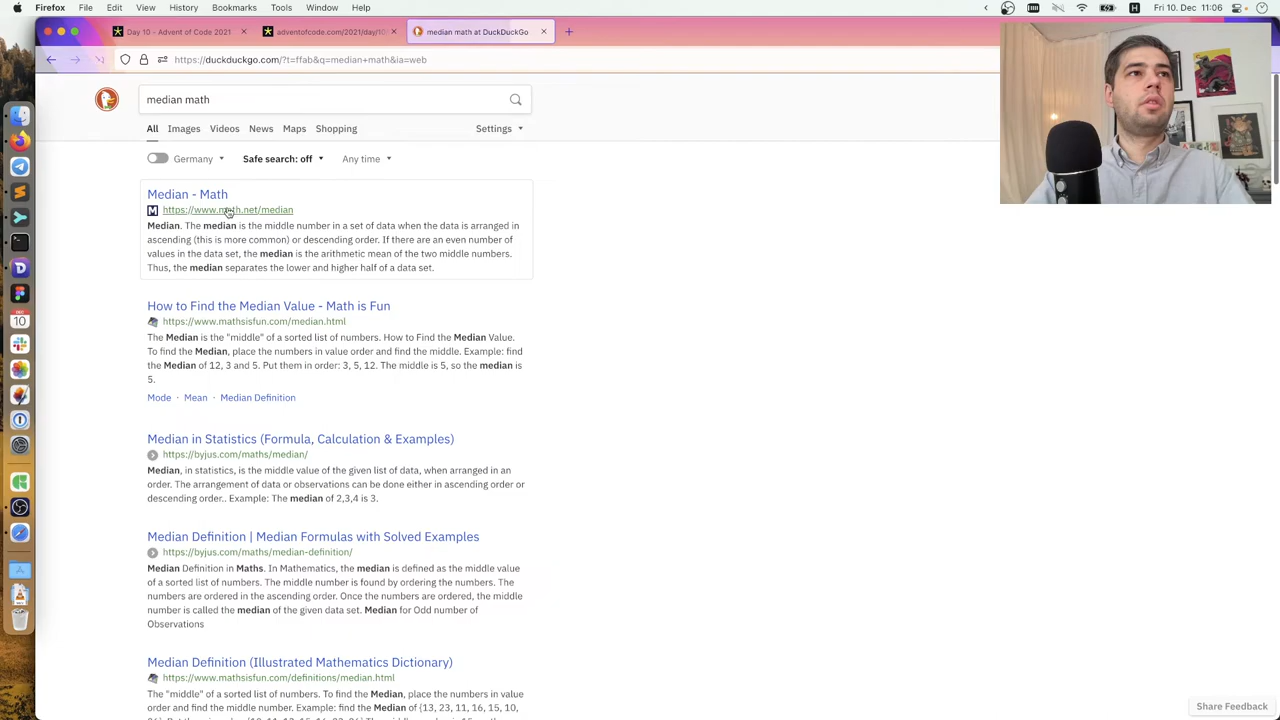 Firefox File Edit View History Bookmarks Tools Window Help
Fri 10. Dec 11:06
Day 10 - Advent of Code 2021
adventofcode.com/2021/day/10
median math at DuckDuckGo
https://duckduckgo.com/?t=ffab&q=median+math&ia=web
median math
All Images Videos News Maps Shopping Settings
Germany Safe search: off Any time
Median - Math
https://www.math.net/median
Median. The median is the middle number in a set of data when the data is arranged in
ascending (this is more common) or descending order. If there are an even number of
values in the data set, the median is the arithmetic mean of the two middle numbers.
Thus, the median separates the lower and higher half of a data set.
How to Find the Median Value - Math is Fun
https://www.mathsisfun.com/median.html
The Median is the "middle" of a sorted list of numbers. How to Find the Median Value.
To find the Median, place the numbers in value order and find the middle. Example: find
the Median of 12, 3 and 5. Put them in order: 3, 5, 12. The middle is 5, so the median is
5.
Mode · Mean · Median Definition
Median in Statistics (Formula, Calculation & Examples)
https://byjus.com/maths/median/
Median, in statistics, is the middle value of the given list of data, when arranged in an
order. The arrangement of data or observations can be done either in ascending order or
descending order.. Example: The median of 2,3,4 is 3.
Median Definition | Median Formulas with Solved Examples
https://byjus.com/maths/median-definition/
Median Definition in Maths. In Mathematics, the median is defined as the middle value
of a sorted list of numbers. The middle number is found by ordering the numbers. The
numbers are ordered in the ascending order. Once the numbers are ordered, the middle
number is called the median of the given data set. Median for Odd number of
Observations
Median Definition (Illustrated Mathematics Dictionary)
https://www.mathsisfun.com/definitions/median.html
The "middle" of a sorted list of numbers. To find the Median, place the numbers in value
order and find the middle. Example: find the Median of {13, 23, 11, 16, 15, 10,
Share Feedback
DEC
10